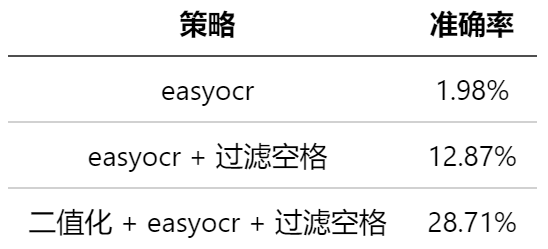 策略 准确率
easyocr 1.98%
easyocr + 过滤空格 12.87%
二值化 + easyocr + 过滤空格 28.71%